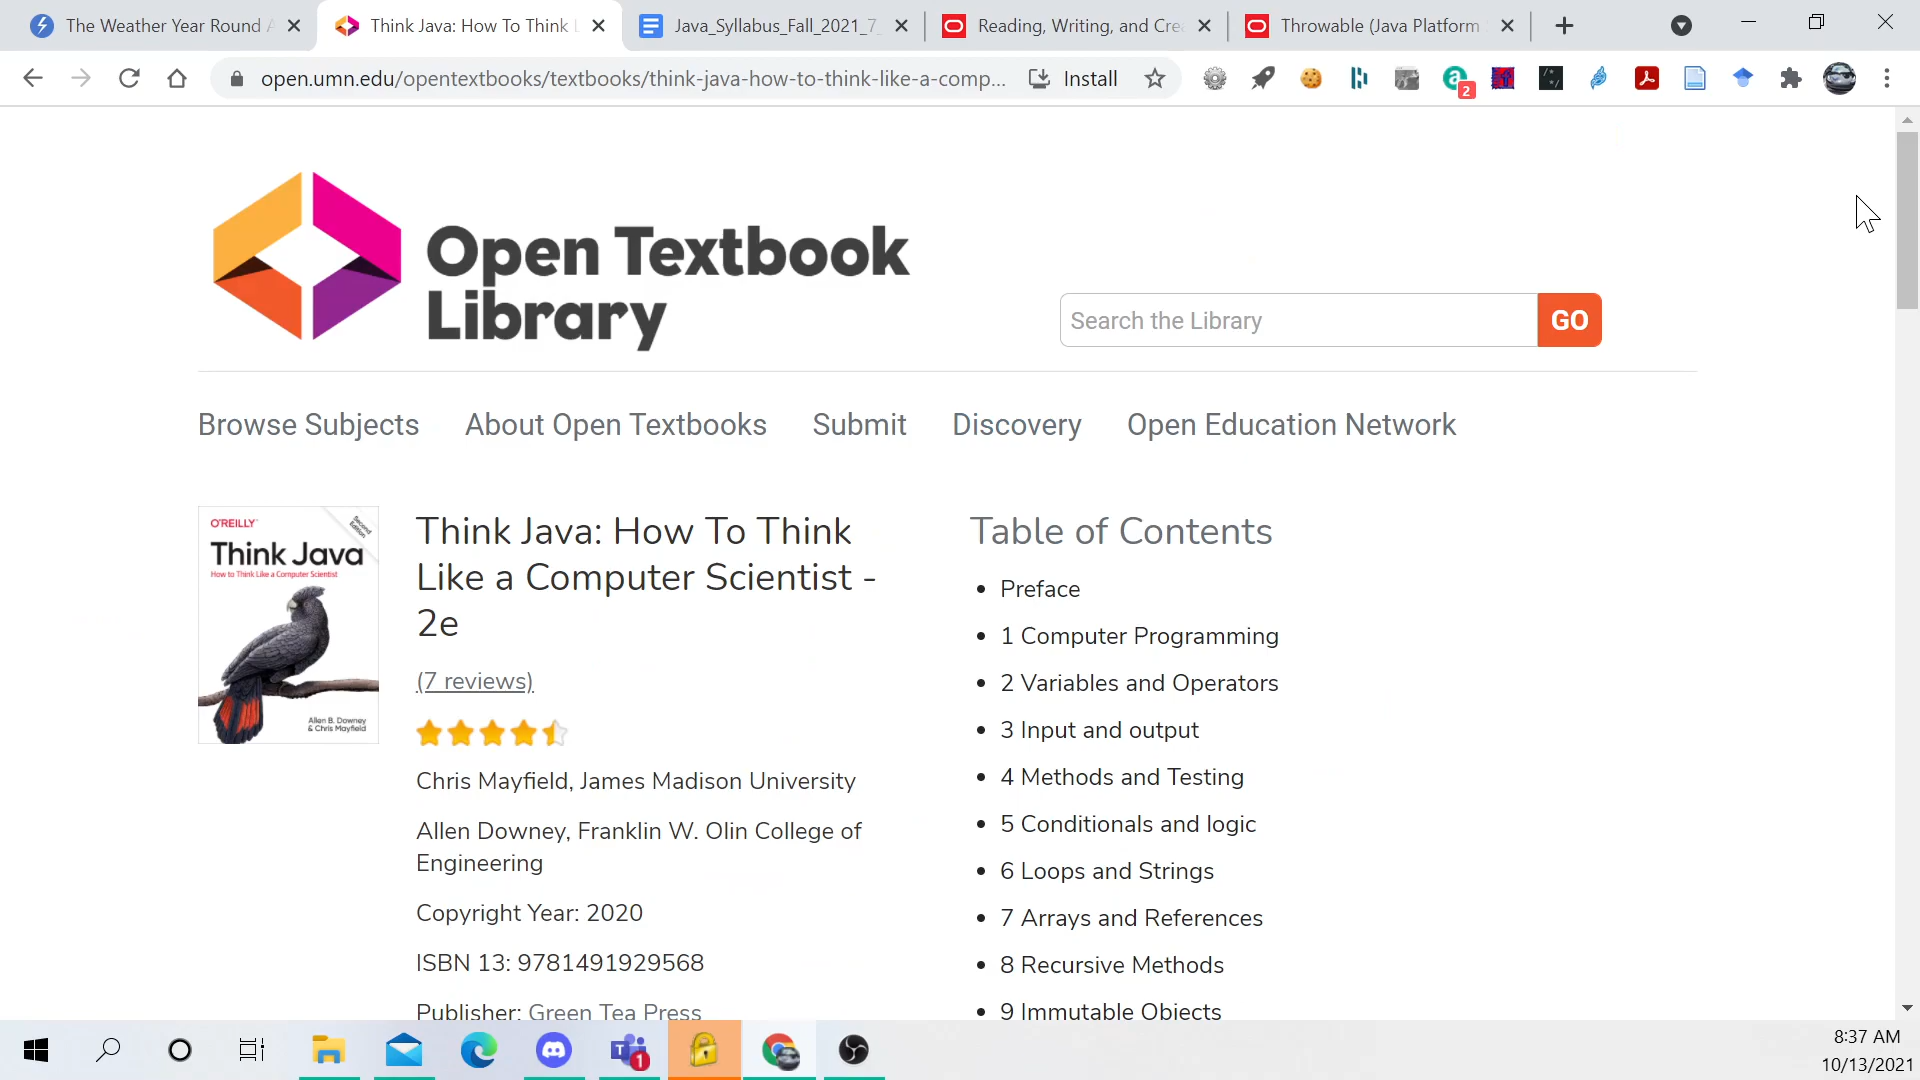 The Weather Year Round A
Think Java: How To Think L
Java_Syllabus_Fall_2021_7_
Reading, Writing, and Crea
Throwable (Java Platform S
open.umn.edu/opentextbooks/textbooks/think-java-how-to-think-like-a-comp...
Install
2
Open Textbook
Library
Search the Library
GO
Browse Subjects
About Open Textbooks
Submit
Discovery
Open Education Network
O'REILLY
Second
Edition
Think Java
How to Think Like a Computer Scientist
Allen B. Downey
& Chris Mayfield
Think Java: How To Think
Like a Computer Scientist -
2e
(7 reviews)
Chris Mayfield, James Madison University
Allen Downey, Franklin W. Olin College of
Engineering
Copyright Year: 2020
ISBN 13: 9781491929568
Publisher: Green Tea Press
Table of Contents
• Preface
• 1 Computer Programming
• 2 Variables and Operators
• 3 Input and output
• 4 Methods and Testing
• 5 Conditionals and logic
• 6 Loops and Strings
• 7 Arrays and References
• 8 Recursive Methods
• 9 Immutable Objects
1
8:37 AM
10/13/2021